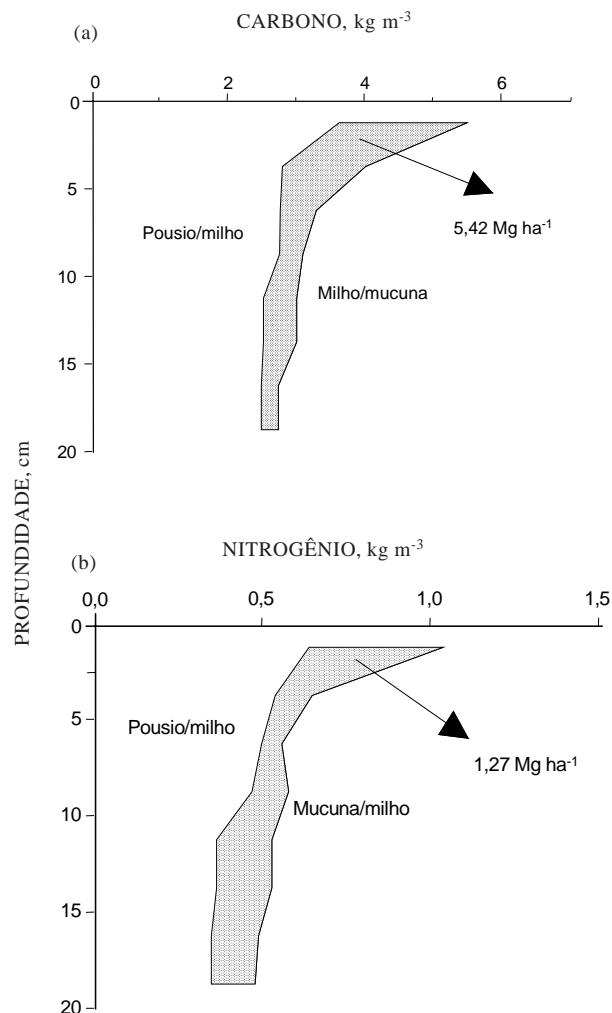 (a)
CARBONO, kg m-3
0 2 4 6
0
5
10
15
20
Pousio/milho
Milho/mucuna
5,42 Mg ha-1
PROFUNDIDADE, cm
(b)
NITROGÊNIO, kg m-3
0,0 0,5 1,0 1,5
0
5
10
15
20
Pousio/milho
Mucuna/milho
1,27 Mg ha-1